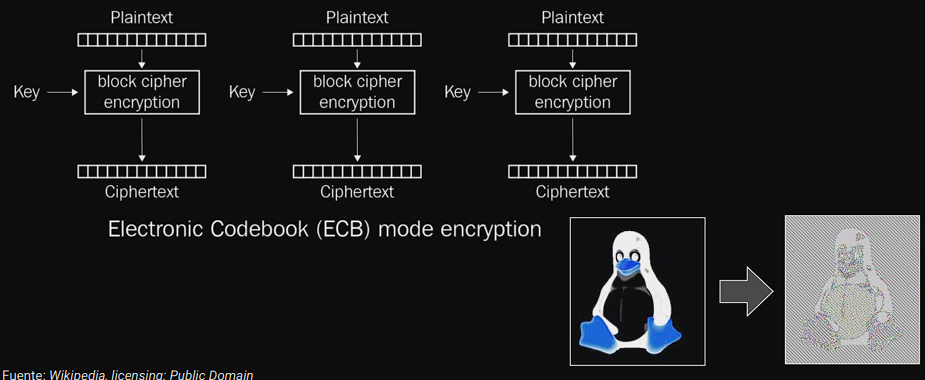 Plaintext Plaintext Plaintext
Key block cipher encryption Key block cipher encryption Key block cipher encryption
Ciphertext Ciphertext Ciphertext
Electronic Codebook (ECB) mode encryption
Fuente: Wikipedia, licensing: Public Domain